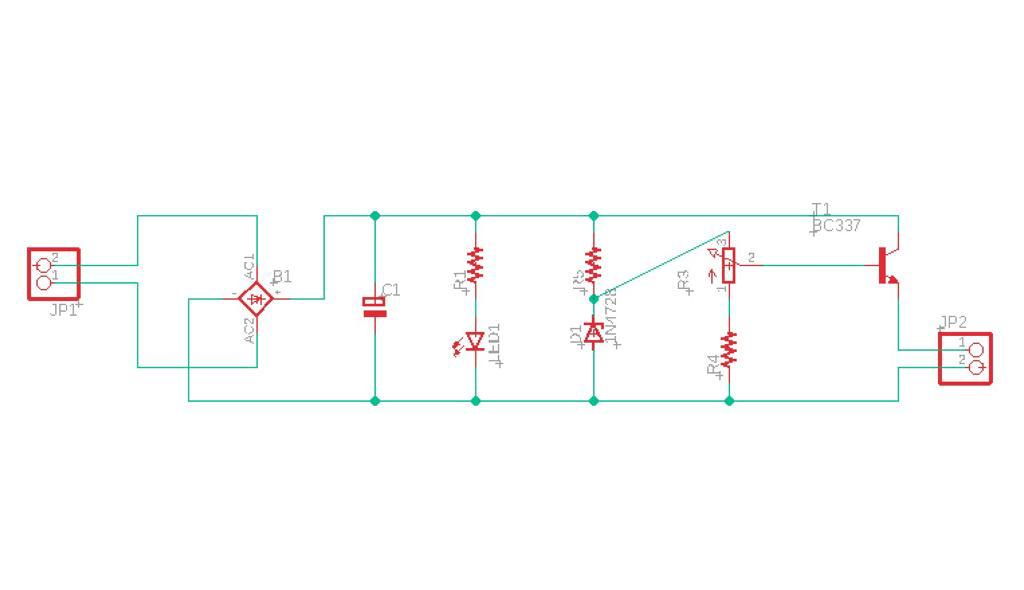 T1
BC337
2
1
JP1
AC1
B1
-
+
AC2
C1
R1
LED1
R5
D1
1N4728
R3
3
2
1
R4
JP2
1
2